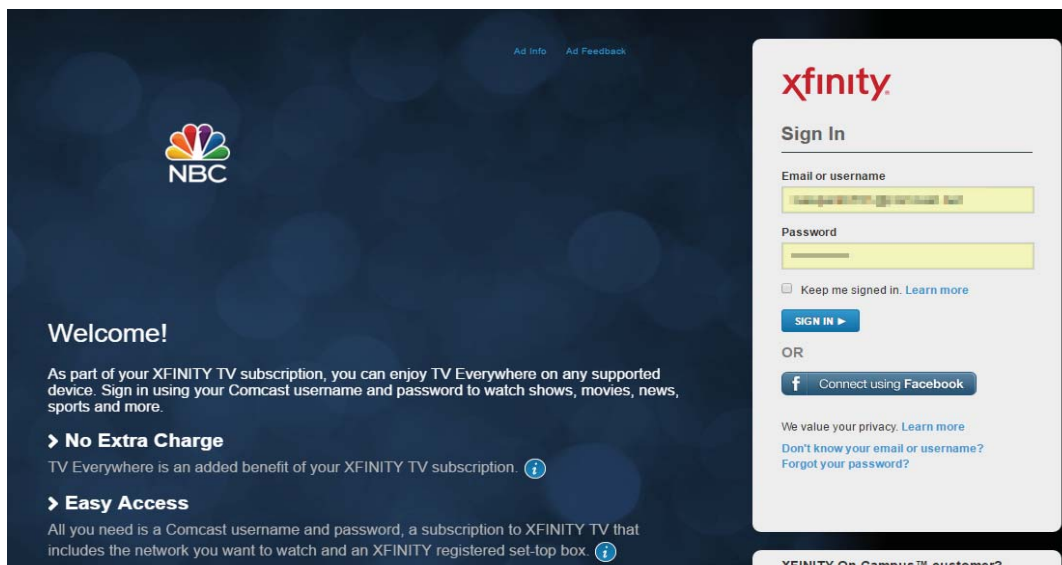 Ad Info Ad Feedback
NBC
Welcome!
As part of your XFINITY TV subscription, you can enjoy TV Everywhere on any supported
device. Sign in using your Comcast username and password to watch shows, movies, news,
sports and more.
No Extra Charge
TV Everywhere is an added benefit of your XFINITY TV subscription. i
Easy Access
All you need is a Comcast username and password, a subscription to XFINITY TV that
includes the network you want to watch and an XFINITY registered set-top box. i
xfinity
Sign In
Email or username
Password
Keep me signed in. Learn more
SIGN IN ►
OR
f Connect using Facebook
We value your privacy. Learn more
Don't know your email or username?
Forgot your password?
XFINITY On Campus™ customer?